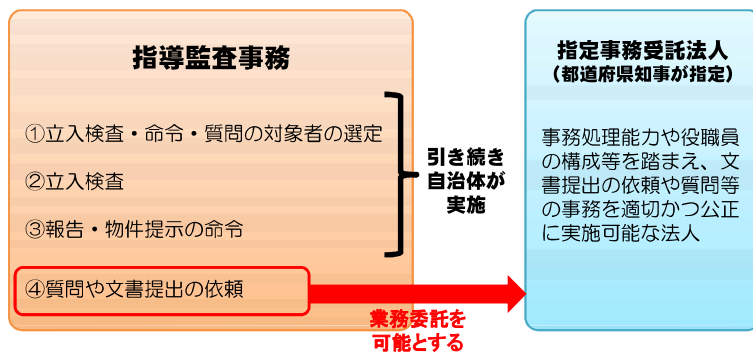 指導監査事務
①立入検査・命令・質問の対象者の選定
②立入検査
③報告・物件提示の命令
④質問や文書提出の依頼
引き続き
自治体が
実施
業務委託を
可能とする
指定事務受託法人
（都道府県知事が指定）
事務処理能力や役職員
の構成等を踏まえ、文
書提出の依頼や質問等
の事務を適切かつ公正
に実施可能な法人